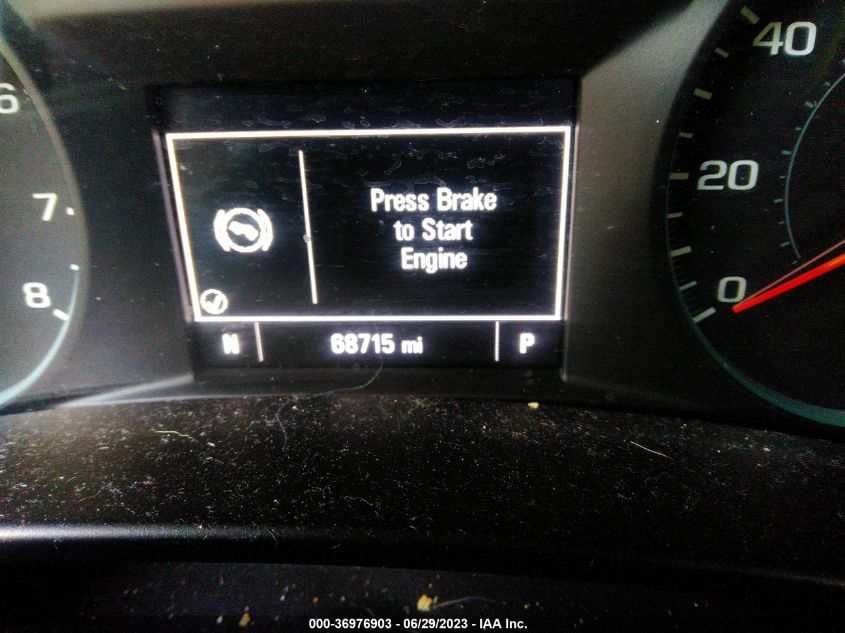 6
7
8
Press Brake
to Start
Engine
N 68715 mi P
40
20
0
000-36976903 - 06/29/2023 - IAA Inc.